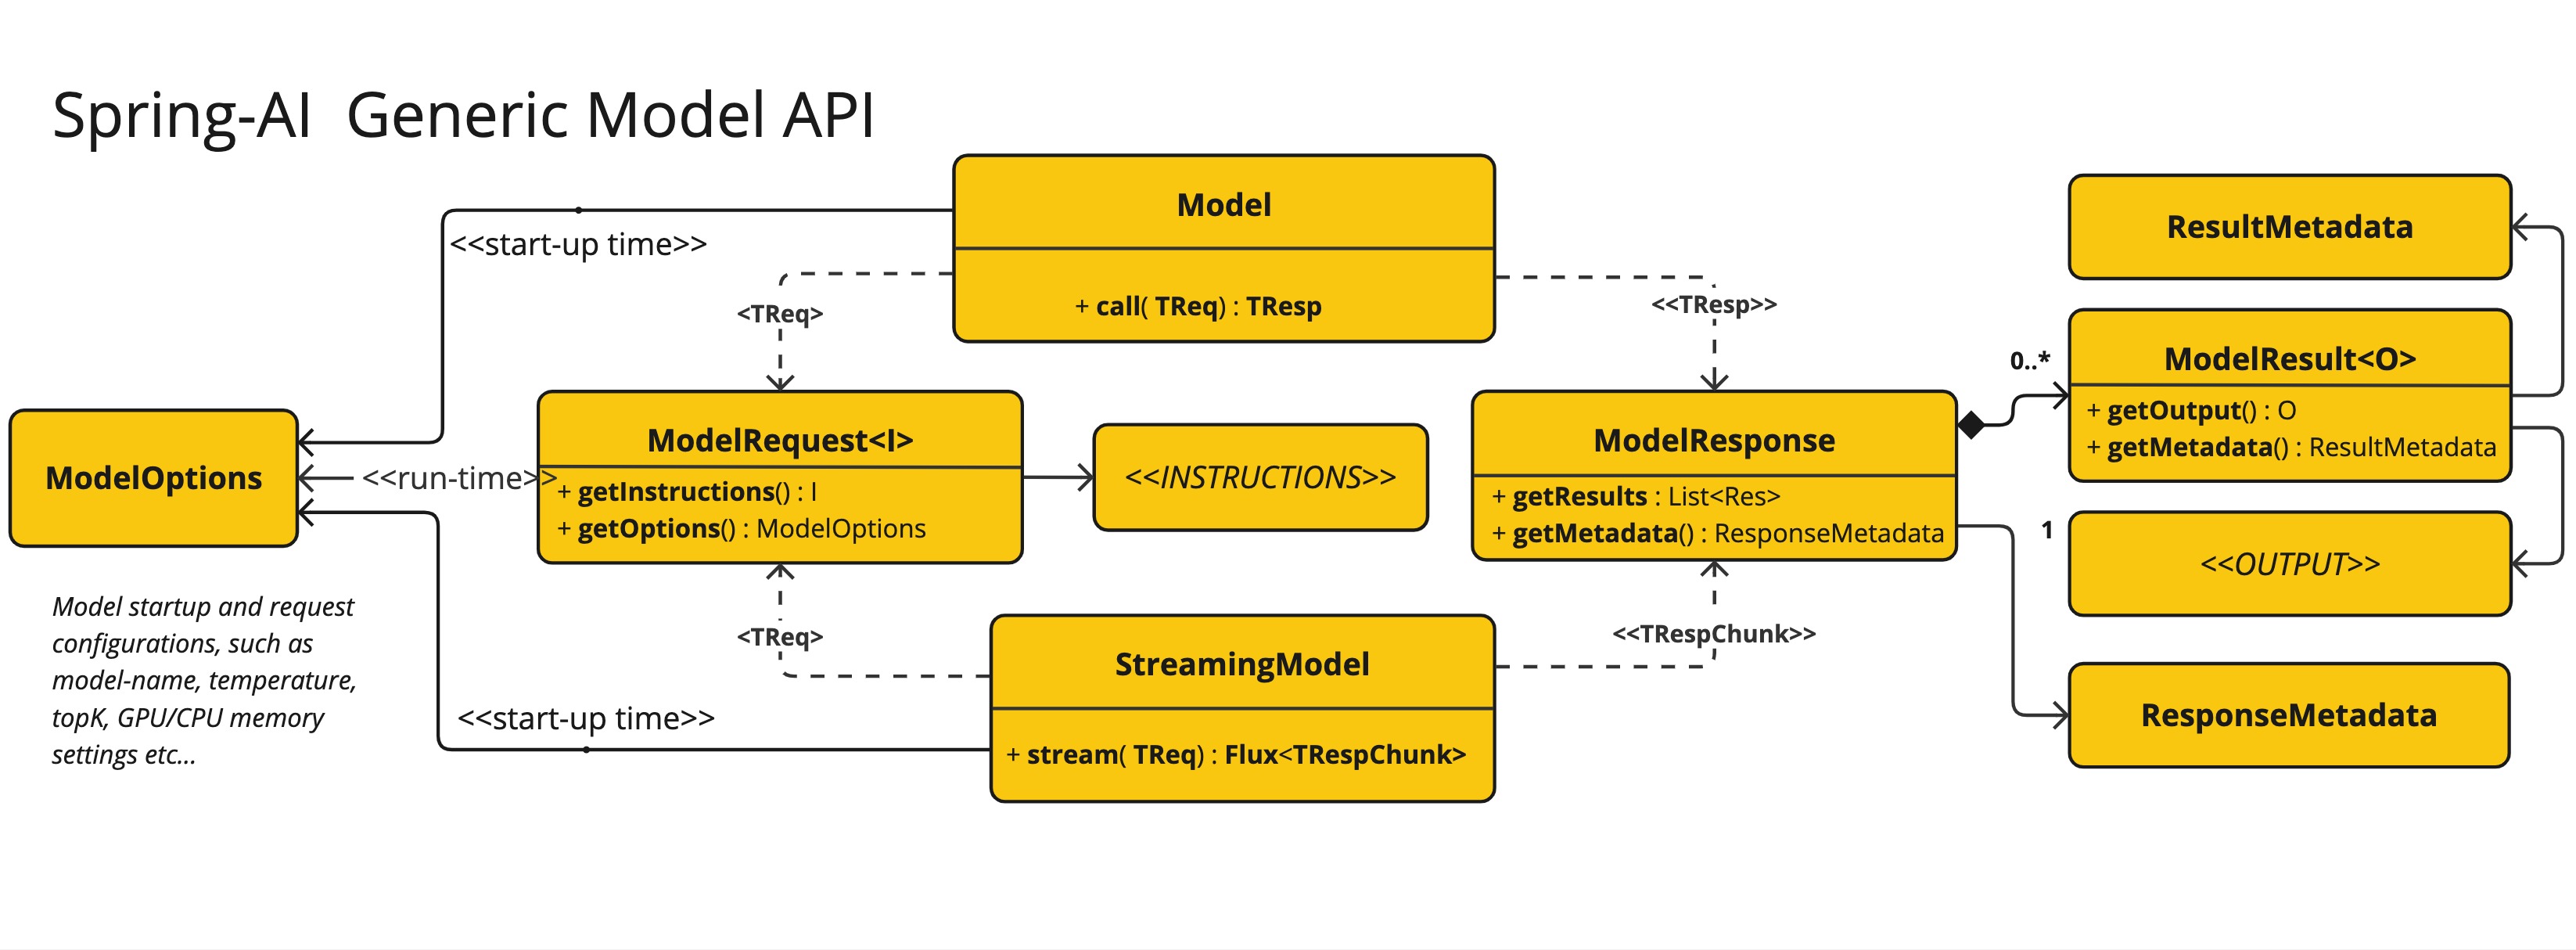 Spring-AI  Generic Model API
Model
+ call( TReq) : TResp
<<start-up time>>
<TReq>
<<TResp>>
ModelOptions
<<run-time>>
Model startup and request
configurations, such as
model-name, temperature,
topK, GPU/CPU memory
settings etc...
ModelRequest<I>
+ getInstructions() : I
+ getOptions() : ModelOptions
<<INSTRUCTIONS>>
ModelResponse
+ getResults : List<Res>
+ getMetadata() : ResponseMetadata
<TReq>
<<TRespChunk>>
<<start-up time>>
StreamingModel
+ stream( TReq) : Flux<TRespChunk>
ResultMetadata
0..*
ModelResult<O>
+ getOutput() : O
+ getMetadata() : ResultMetadata
1
<<OUTPUT>>
ResponseMetadata